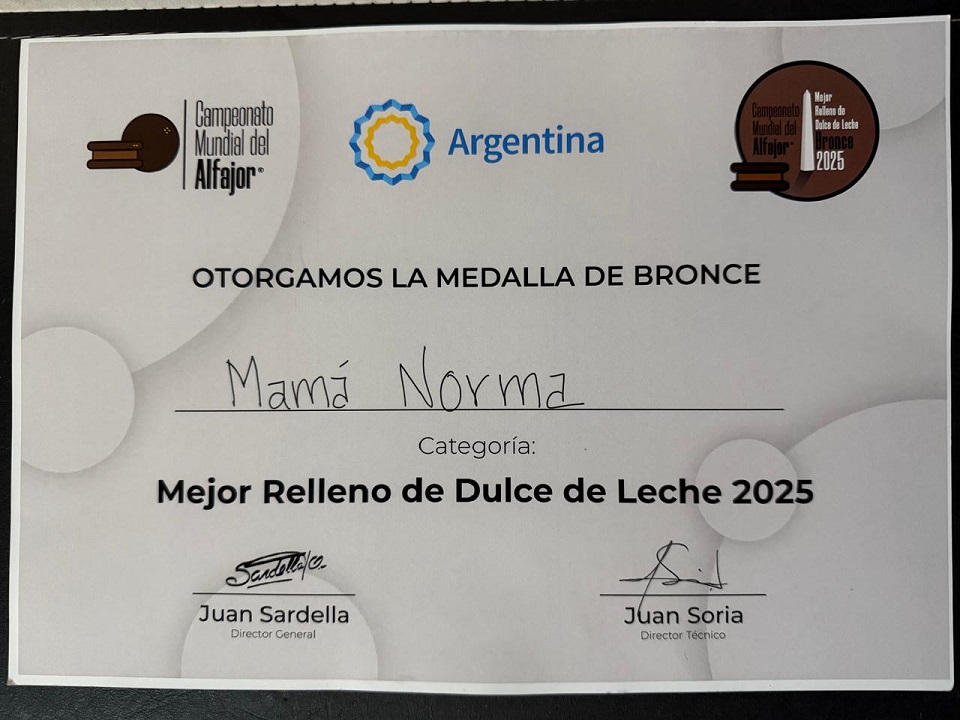 Campeonato
Mundial del
Alfajor®
Argentina
Campeonato
Mundial del
Alfajor
Mejor
Relleno de
Dulce de Leche
Bronce
2025
OTORGAMOS LA MEDALLA DE BRONCE
Mamá Norma
Categoría:
Mejor Relleno de Dulce de Leche 2025
Sardella
Juan Sardella
Director General
Juan Soria
Director Técnico